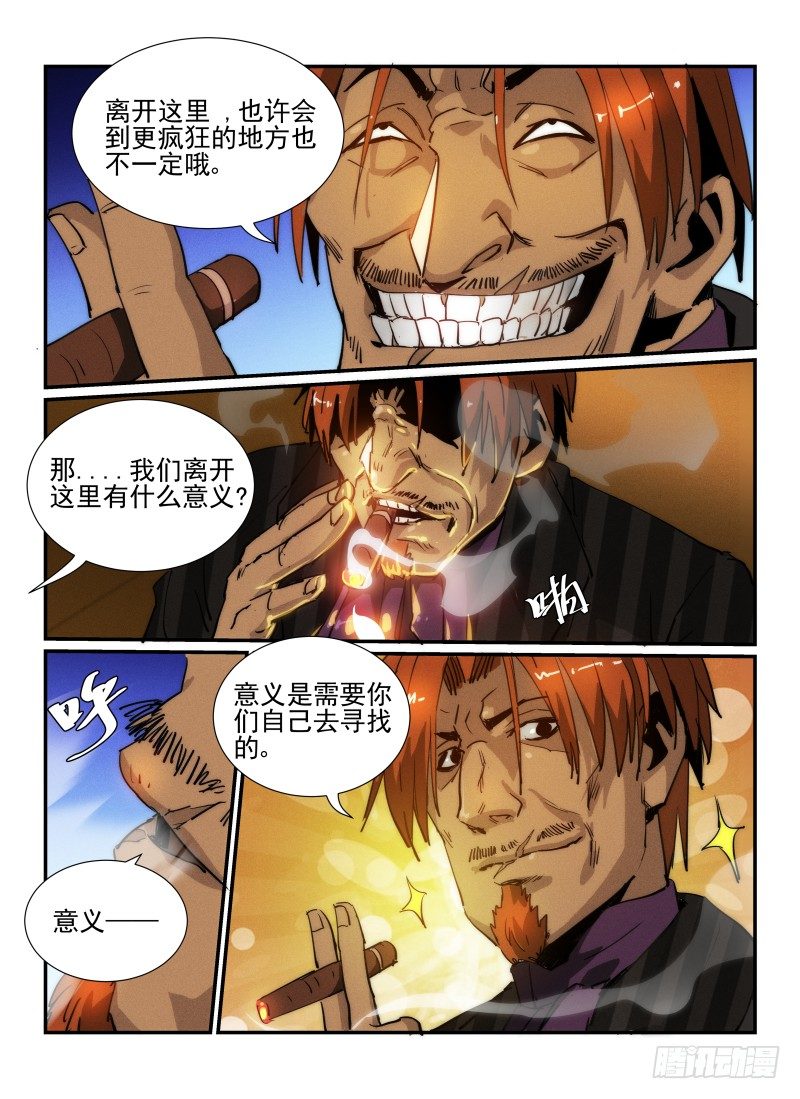 离开这里，也许会
到更疯狂的地方也
不一定哦。
那....我们离开
这里有什么意义?
啪
呼
意义——
意义是需要你
们自己去寻找
的。
腾讯动漫